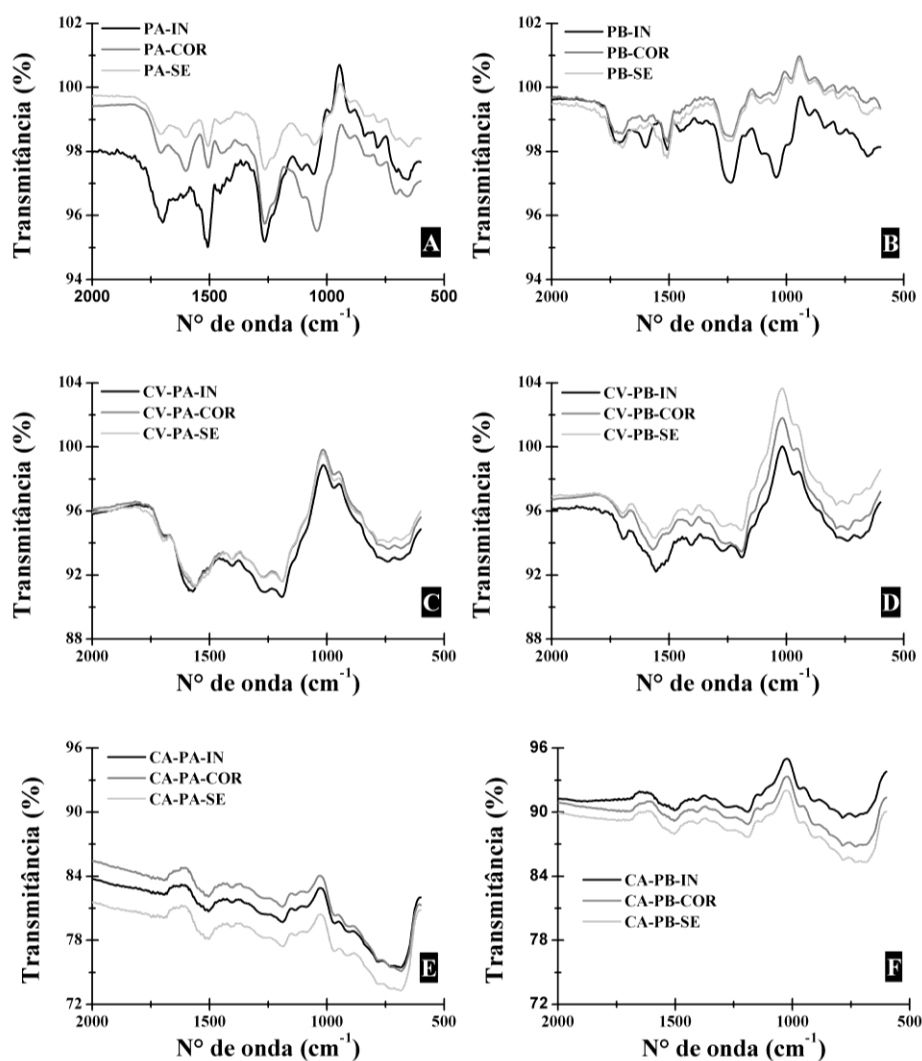 102
100
98
96
94
Transmitância (%)
PA-IN
PA-COR
PA-SE
A
2000 1500 1000 500
N° de onda (cm⁻¹)
102
100
98
96
94
Transmitância (%)
PB-IN
PB-COR
PB-SE
B
2000 1500 1000 500
N° de onda (cm⁻¹)
104
100
96
92
88
Transmitância (%)
CV-PA-IN
CV-PA-COR
CV-PA-SE
C
2000 1500 1000 500
N° de onda (cm⁻¹)
104
100
96
92
88
Transmitância (%)
CV-PB-IN
CV-PB-COR
CV-PB-SE
D
2000 1500 1000 500
N° de onda (cm⁻¹)
96
90
84
78
72
Transmitância (%)
CA-PA-IN
CA-PA-COR
CA-PA-SE
E
2000 1500 1000 500
N° de onda (cm⁻¹)
96
90
84
78
72
Transmitância (%)
CA-PB-IN
CA-PB-COR
CA-PB-SE
F
2000 1500 1000 500
N° de onda (cm⁻¹)